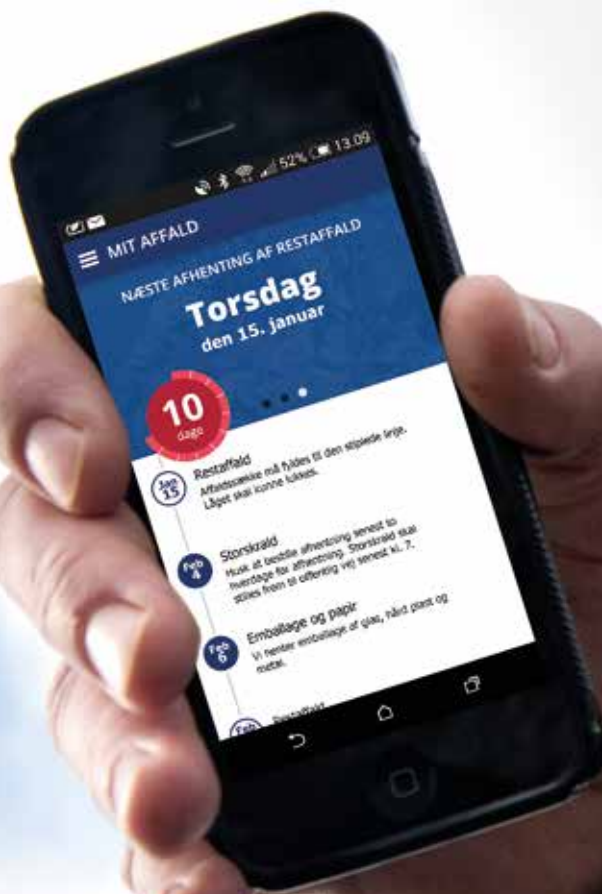 52% 13.09
MIT AFFALD
NÆSTE AFHENTING AF RESTAFFALD
Torsdag
den 15. januar
10
dage
Jan
15
Restaffald
Affaldssække må fyldes til den stiplede linje.
Låget skal kunne lukkes.
Feb
4
Storskrald
Husk at bestille afhentning senest to
hverdage før afhentning. Storskrald skal
stilles frem til offentlig vej senest kl. 7.
Feb
6
Emballage og papir
Vi henter emballage af glas, hård plast og
metal.
Feb
Restaffald